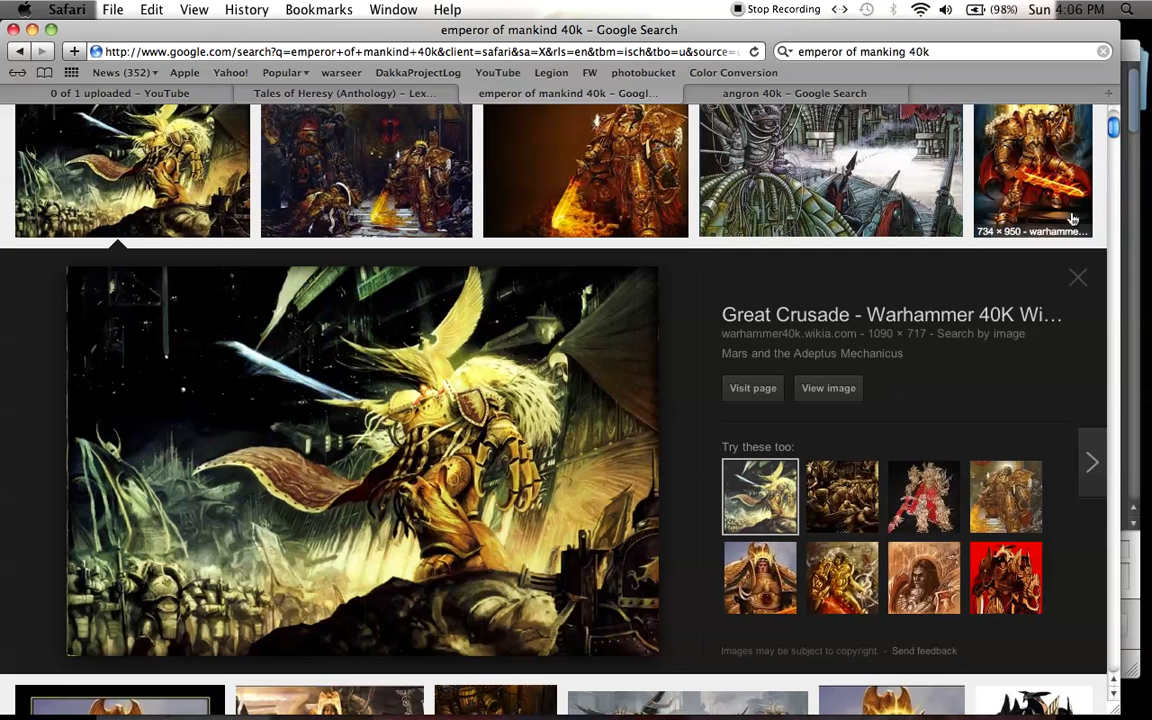 Safari File Edit View History Bookmarks Window Help Stop Recording (98%) Sun 4:06 PM
emperor of mankind 40k - Google Search
http://www.google.com/search?q=emperor+of+mankind+40k&client=safari&sa=X&rls=en&tbm=isch&tbo=u&source= emperor of manking 40k
News (352) Apple Yahoo! Popular warseer DakkaProjectLog YouTube Legion FW photobucket Color Conversion
0 of 1 uploaded - YouTube Tales of Heresy (Anthology) - Lex... emperor of mankind 40k - Googl... angron 40k - Google Search
734 × 950 - warhamme...
Great Crusade - Warhammer 40K Wi...
warhammer40k.wikia.com - 1090 × 717 - Search by image
Mars and the Adeptus Mechanicus
Visit page View image
Try these too:
Images may be subject to copyright. - Send feedback